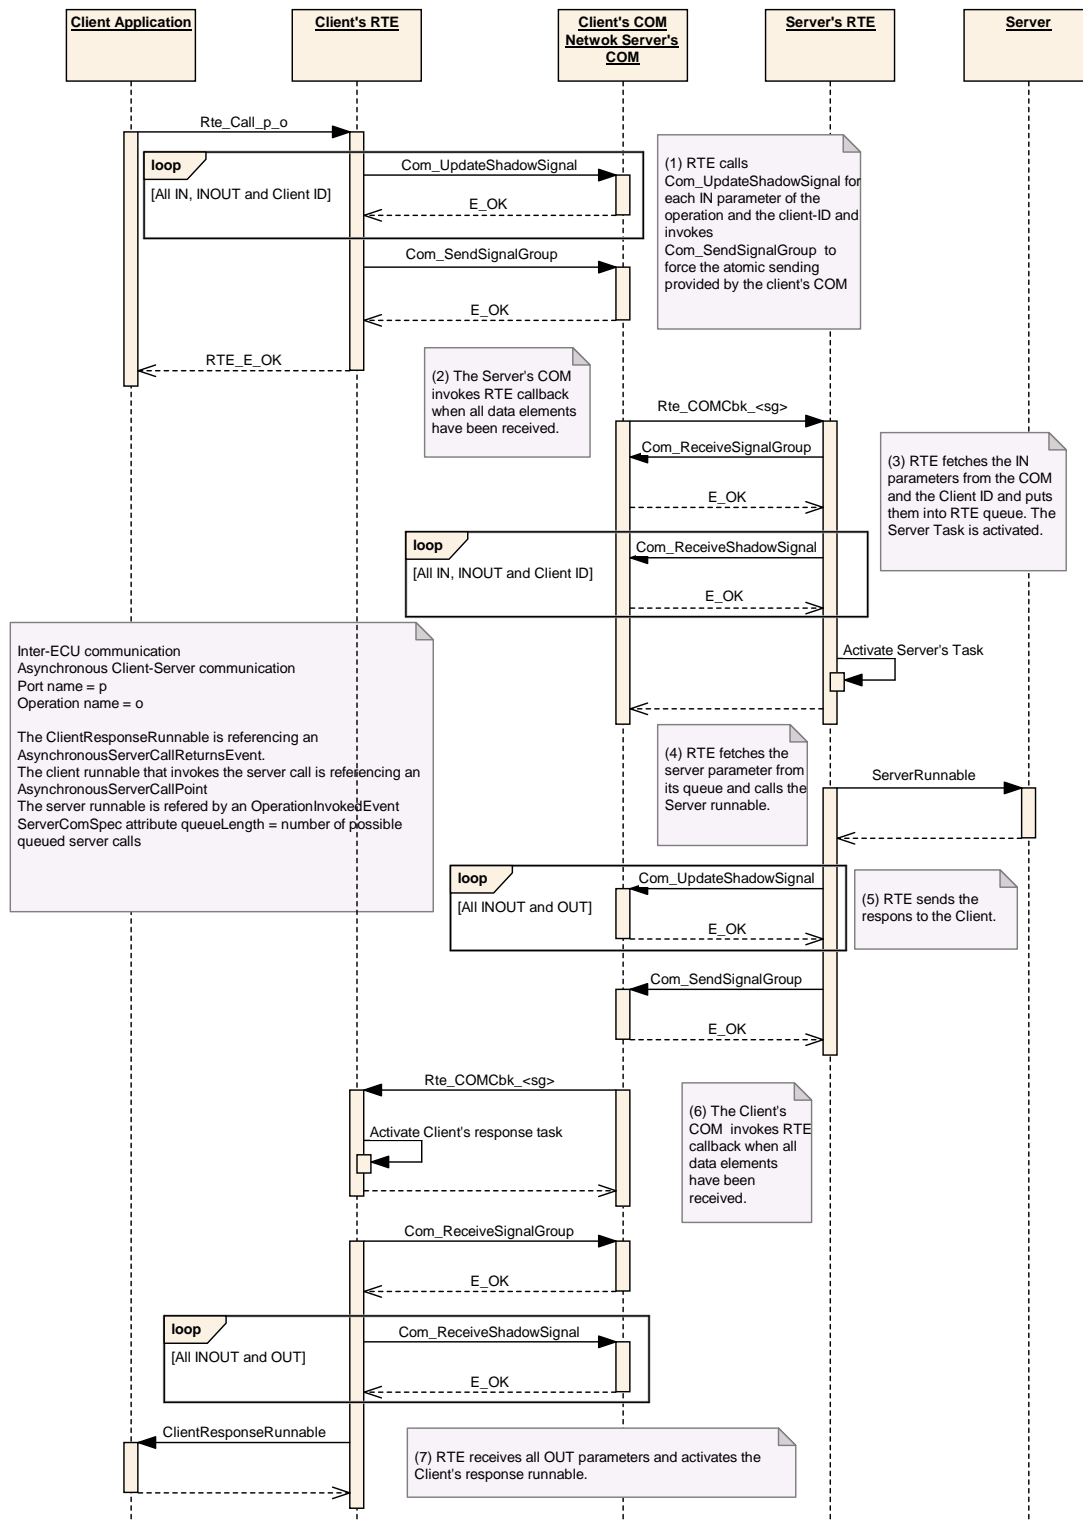 Client Application
Client's RTE
Client's COM
Netwok Server's
COM
Server's RTE
Server
Rte_Call_p_o
loop
[All IN, INOUT and Client ID]
Com_UpdateShadowSignal
E_OK
Com_SendSignalGroup
E_OK
RTE_E_OK
(1) RTE calls
Com_UpdateShadowSignal for
each IN parameter of the
operation and the client-ID and
invokes
Com_SendSignalGroup to
force the atomic sending
provided by the client's COM
(2) The Server's COM
invokes RTE callback
when all data elements
have been received.
Rte_COMCbk_<sg>
Com_ReceiveSignalGroup
E_OK
(3) RTE fetches the IN
parameters from the COM
and the Client ID and puts
them into RTE queue. The
Server Task is activated.
loop
[All IN, INOUT and Client ID]
Com_ReceiveShadowSignal
E_OK
Activate Server's Task
Inter-ECU communication
Asynchronous Client-Server communication
Port name = p
Operation name = o
The ClientResponseRunnable is referencing an
AsynchronousServerCallReturnsEvent.
The client runnable that invokes the server call is referencing an
AsynchronousServerCallPoint
The server runnable is refered by an OperationInvokedEvent
ServerComSpec attribute queueLength = number of possible
queued server calls
(4) RTE fetches the
server parameter from
its queue and calls the
Server runnable.
ServerRunnable
loop
[All INOUT and OUT]
Com_UpdateShadowSignal
E_OK
(5) RTE sends the
respons to the Client.
Com_SendSignalGroup
E_OK
Rte_COMCbk_<sg>
Activate Client's response task
(6) The Client's
COM invokes RTE
callback when all
data elements
have been
received.
Com_ReceiveSignalGroup
E_OK
loop
[All INOUT and OUT]
Com_ReceiveShadowSignal
E_OK
ClientResponseRunnable
(7) RTE receives all OUT parameters and activates the
Client's response runnable.